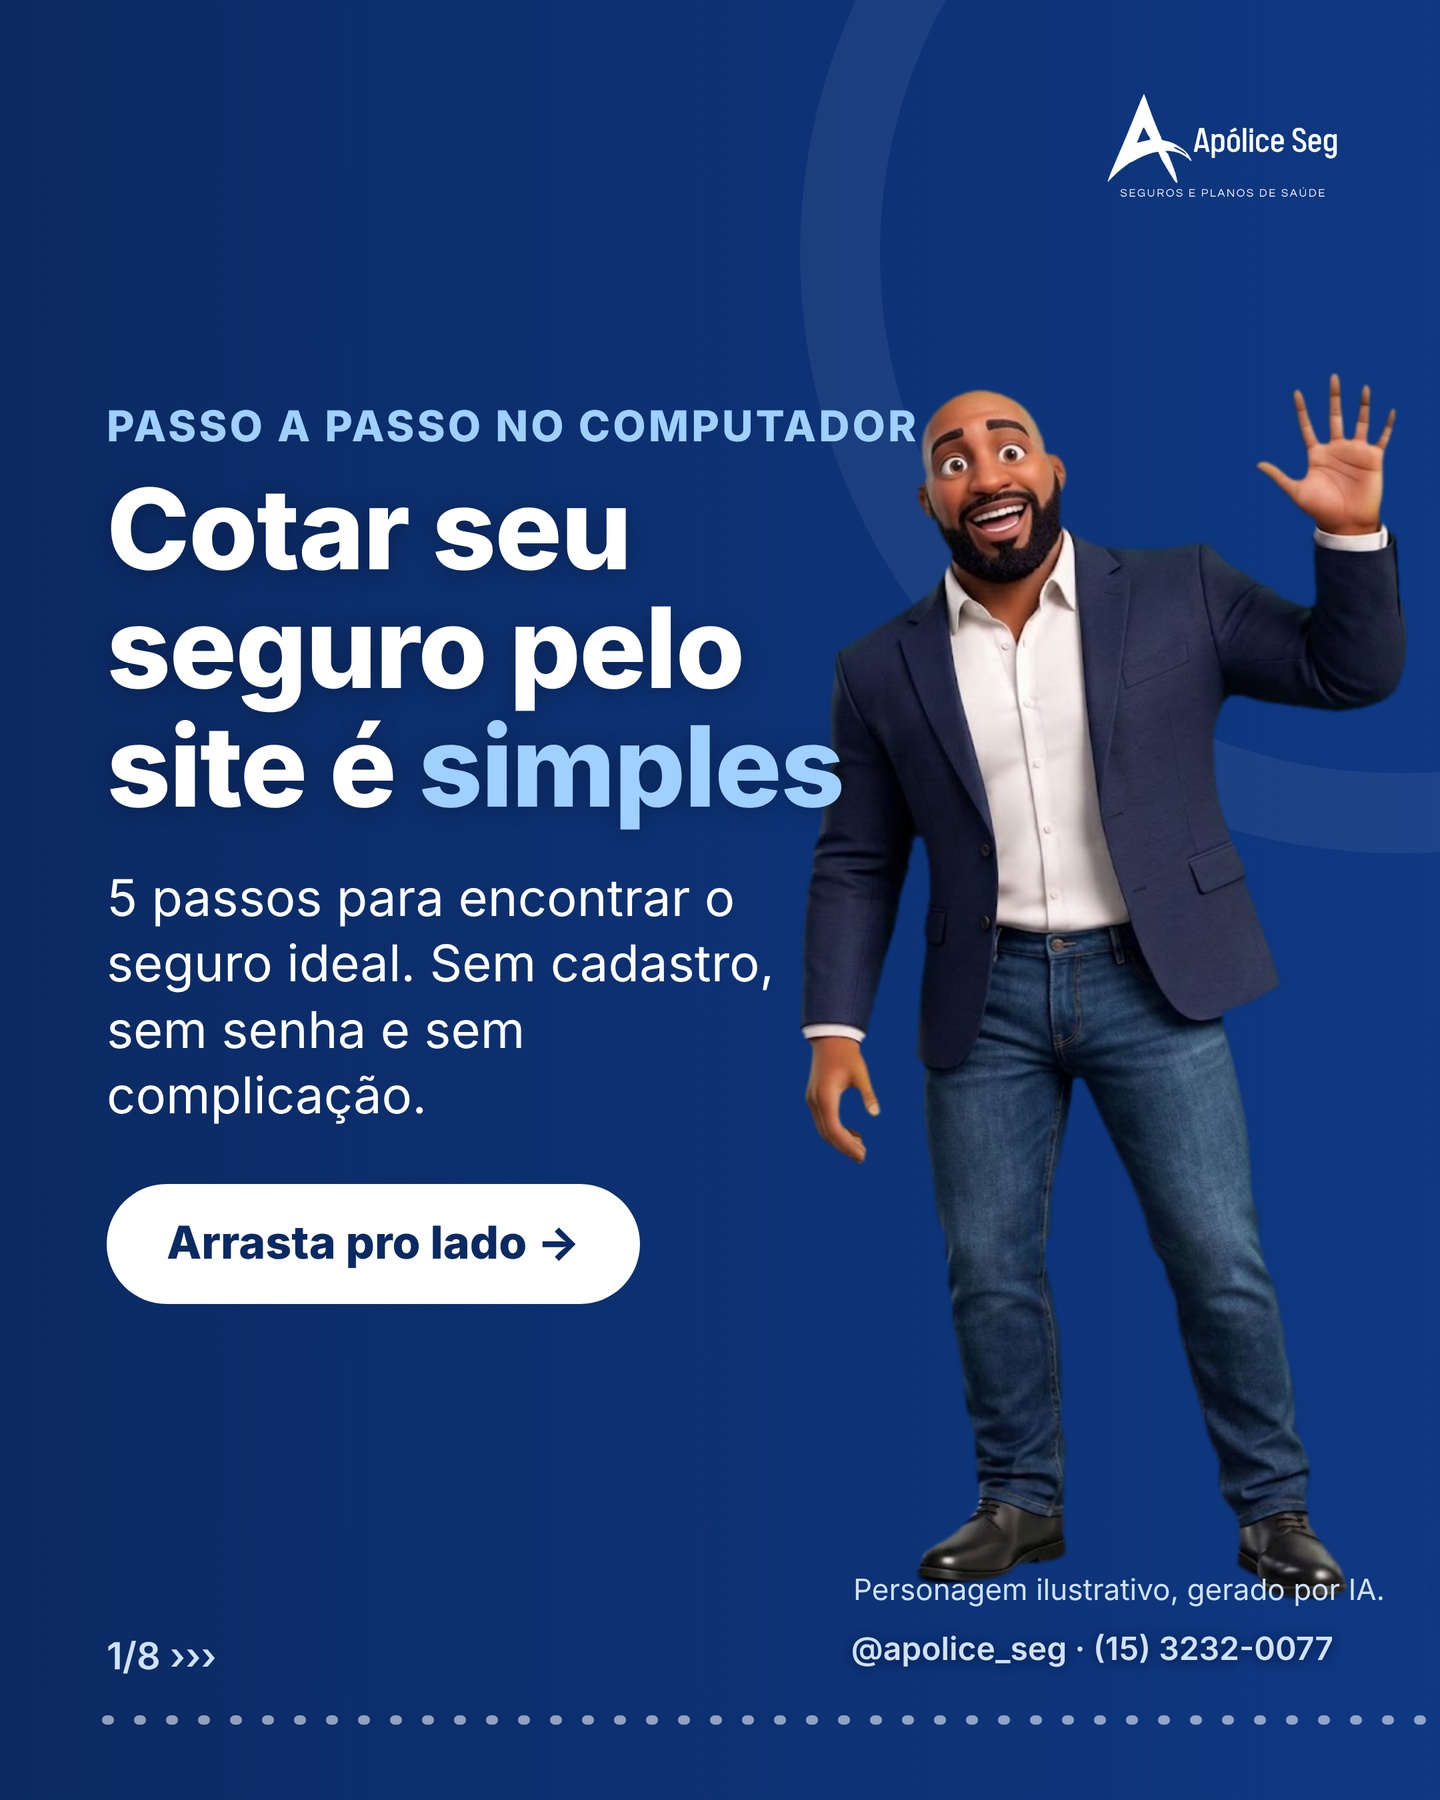 Apólice Seg
SEGUROS E PLANOS DE SAÚDE
PASSO A PASSO NO COMPUTADOR
Cotar seu
seguro pelo
site é simples
5 passos para encontrar o
seguro ideal. Sem cadastro,
sem senha e sem
complicação.
Arrasta pro lado →
Personagem ilustrativo, gerado por IA.
1/8 ›››
@apolice_seg · (15) 3232-0077